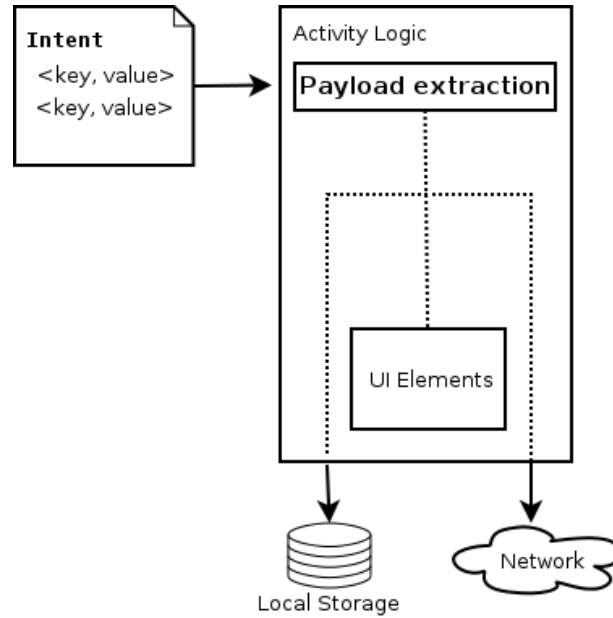 Intent
<key, value>
<key, value>
Activity Logic
Payload extraction
UI Elements
Local Storage
Network